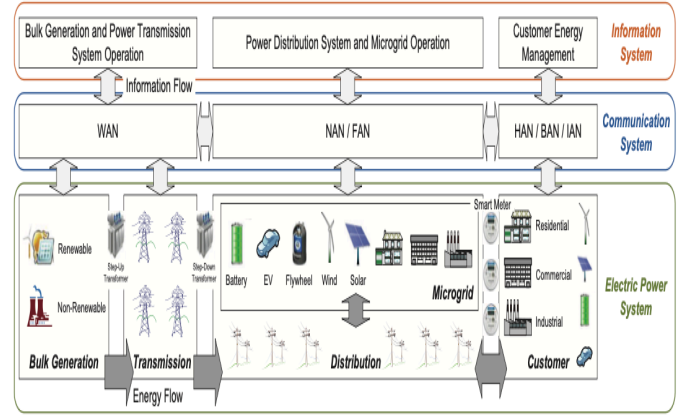 Bulk Generation and Power Transmission
System Operation
Power Distribution System and Microgrid Operation
Customer Energy
Management
Information
System
Information Flow
WAN
NAN / FAN
HAN / BAN / IAN
Communication
System
Smart Meter
Renewable
Non-Renewable
Step-Up
Transformer
Step-Down
Transformer
Battery
EV
Flywheel
Wind
Solar
Microgrid
Residential
Commercial
Industrial
Electric Power
System
Bulk Generation
Transmission
Distribution
Customer
Energy Flow